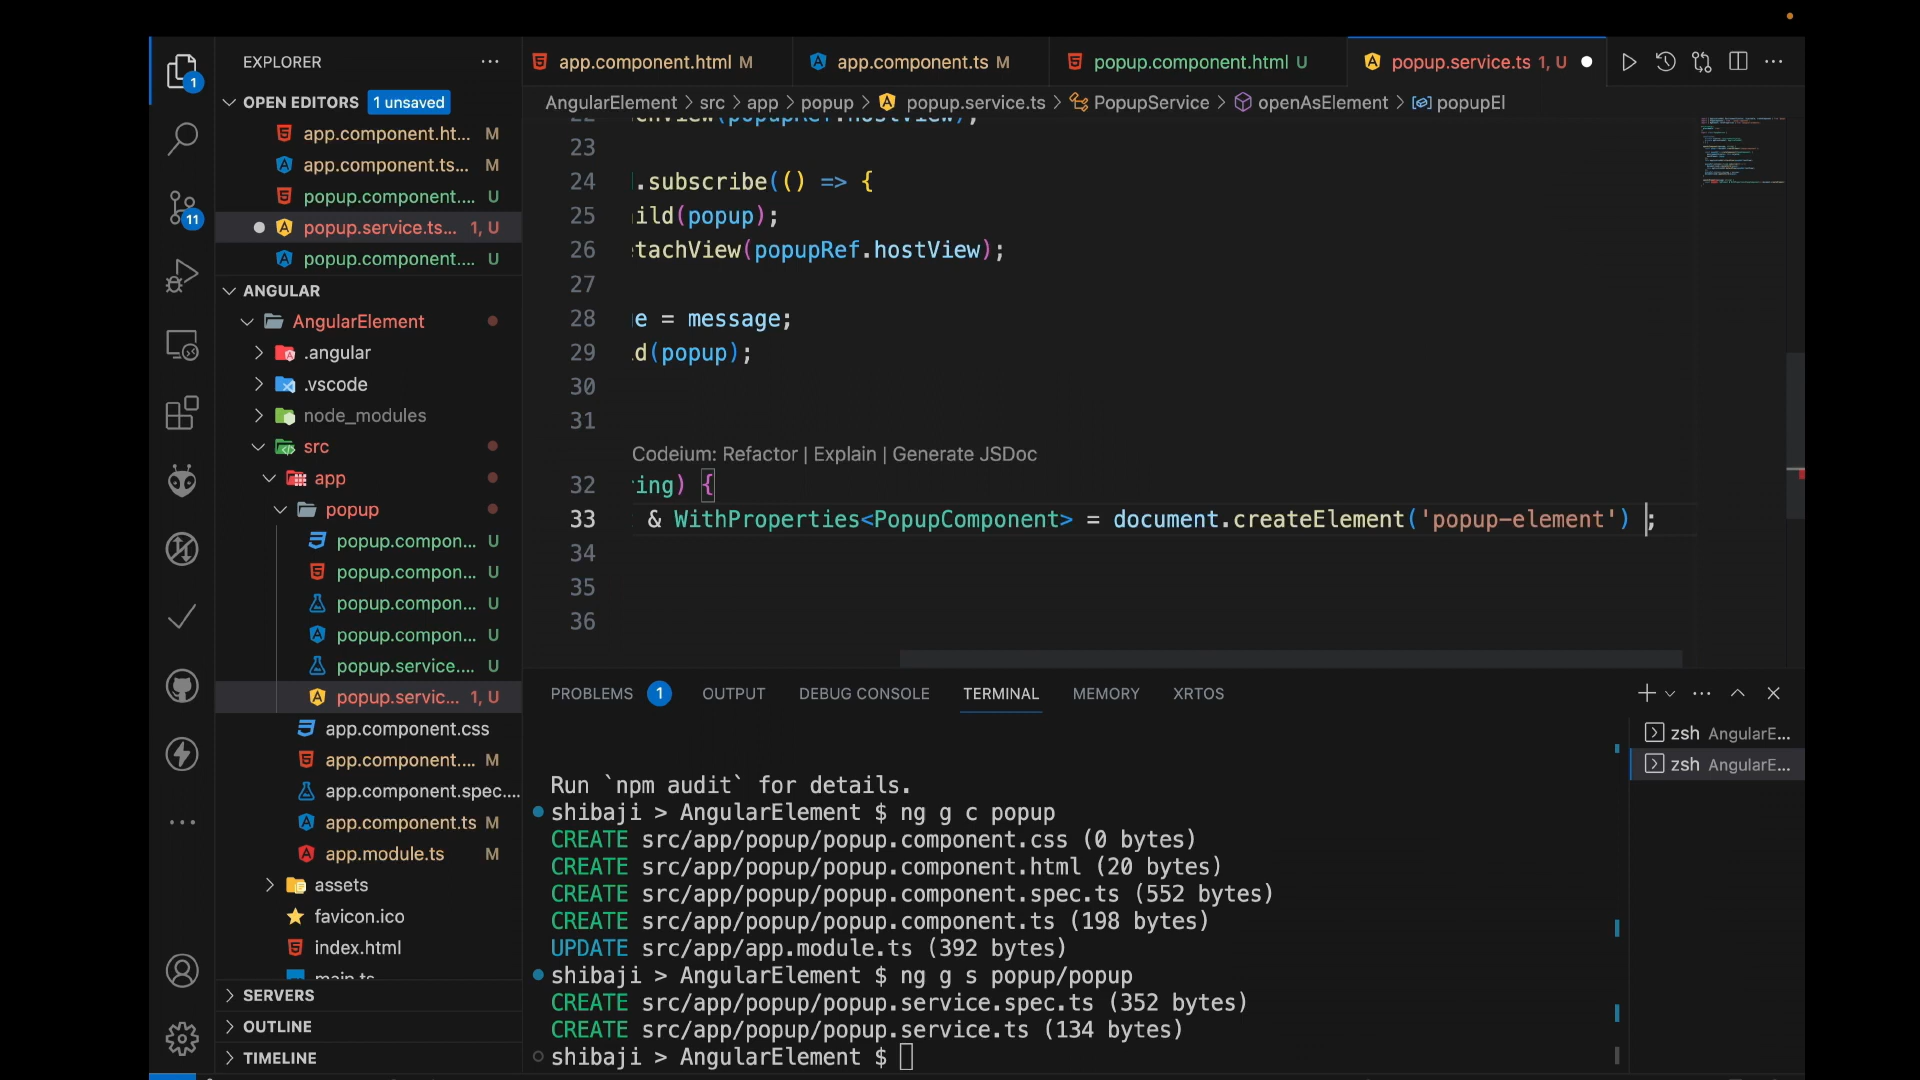 EXPLORER
OPEN EDITORS 1 unsaved
app.component.ht... M
app.component.ts... M
popup.component.... U
popup.service.ts... 1, U
popup.component.... U
ANGULAR
AngularElement
.angular
.vscode
node_modules
src
app
popup
popup.compon... U
popup.compon... U
popup.compon... U
popup.compon... U
popup.service.... U
popup.servic... 1, U
app.component.css
app.component.... M
app.component.spec....
app.component.ts M
app.module.ts M
assets
favicon.ico
index.html
main.ts
SERVERS
OUTLINE
TIMELINE
1
11
app.component.html M
app.component.ts M
popup.component.html U
popup.service.ts 1, U
AngularElement > src > app > popup > popup.service.ts > PopupService > openAsElement > popupEl
22 (popupRef.hostView);
23
24 .subscribe(() => {
25 ild(popup);
26 tachView(popupRef.hostView);
27
28 e = message;
29 d(popup);
30
31
Codeium: Refactor | Explain | Generate JSDoc
32 ing) {
33 & WithProperties<PopupComponent> = document.createElement('popup-element') ;
34
35
36
PROBLEMS 1 OUTPUT DEBUG CONSOLE TERMINAL MEMORY XRTOS
Run `npm audit` for details.
shibaji > AngularElement $ ng g c popup
CREATE src/app/popup/popup.component.css (0 bytes)
CREATE src/app/popup/popup.component.html (20 bytes)
CREATE src/app/popup/popup.component.spec.ts (552 bytes)
CREATE src/app/popup/popup.component.ts (198 bytes)
UPDATE src/app/app.module.ts (392 bytes)
shibaji > AngularElement $ ng g s popup/popup
CREATE src/app/popup/popup.service.spec.ts (352 bytes)
CREATE src/app/popup/popup.service.ts (134 bytes)
shibaji > AngularElement $
zsh AngularE...
zsh AngularE...